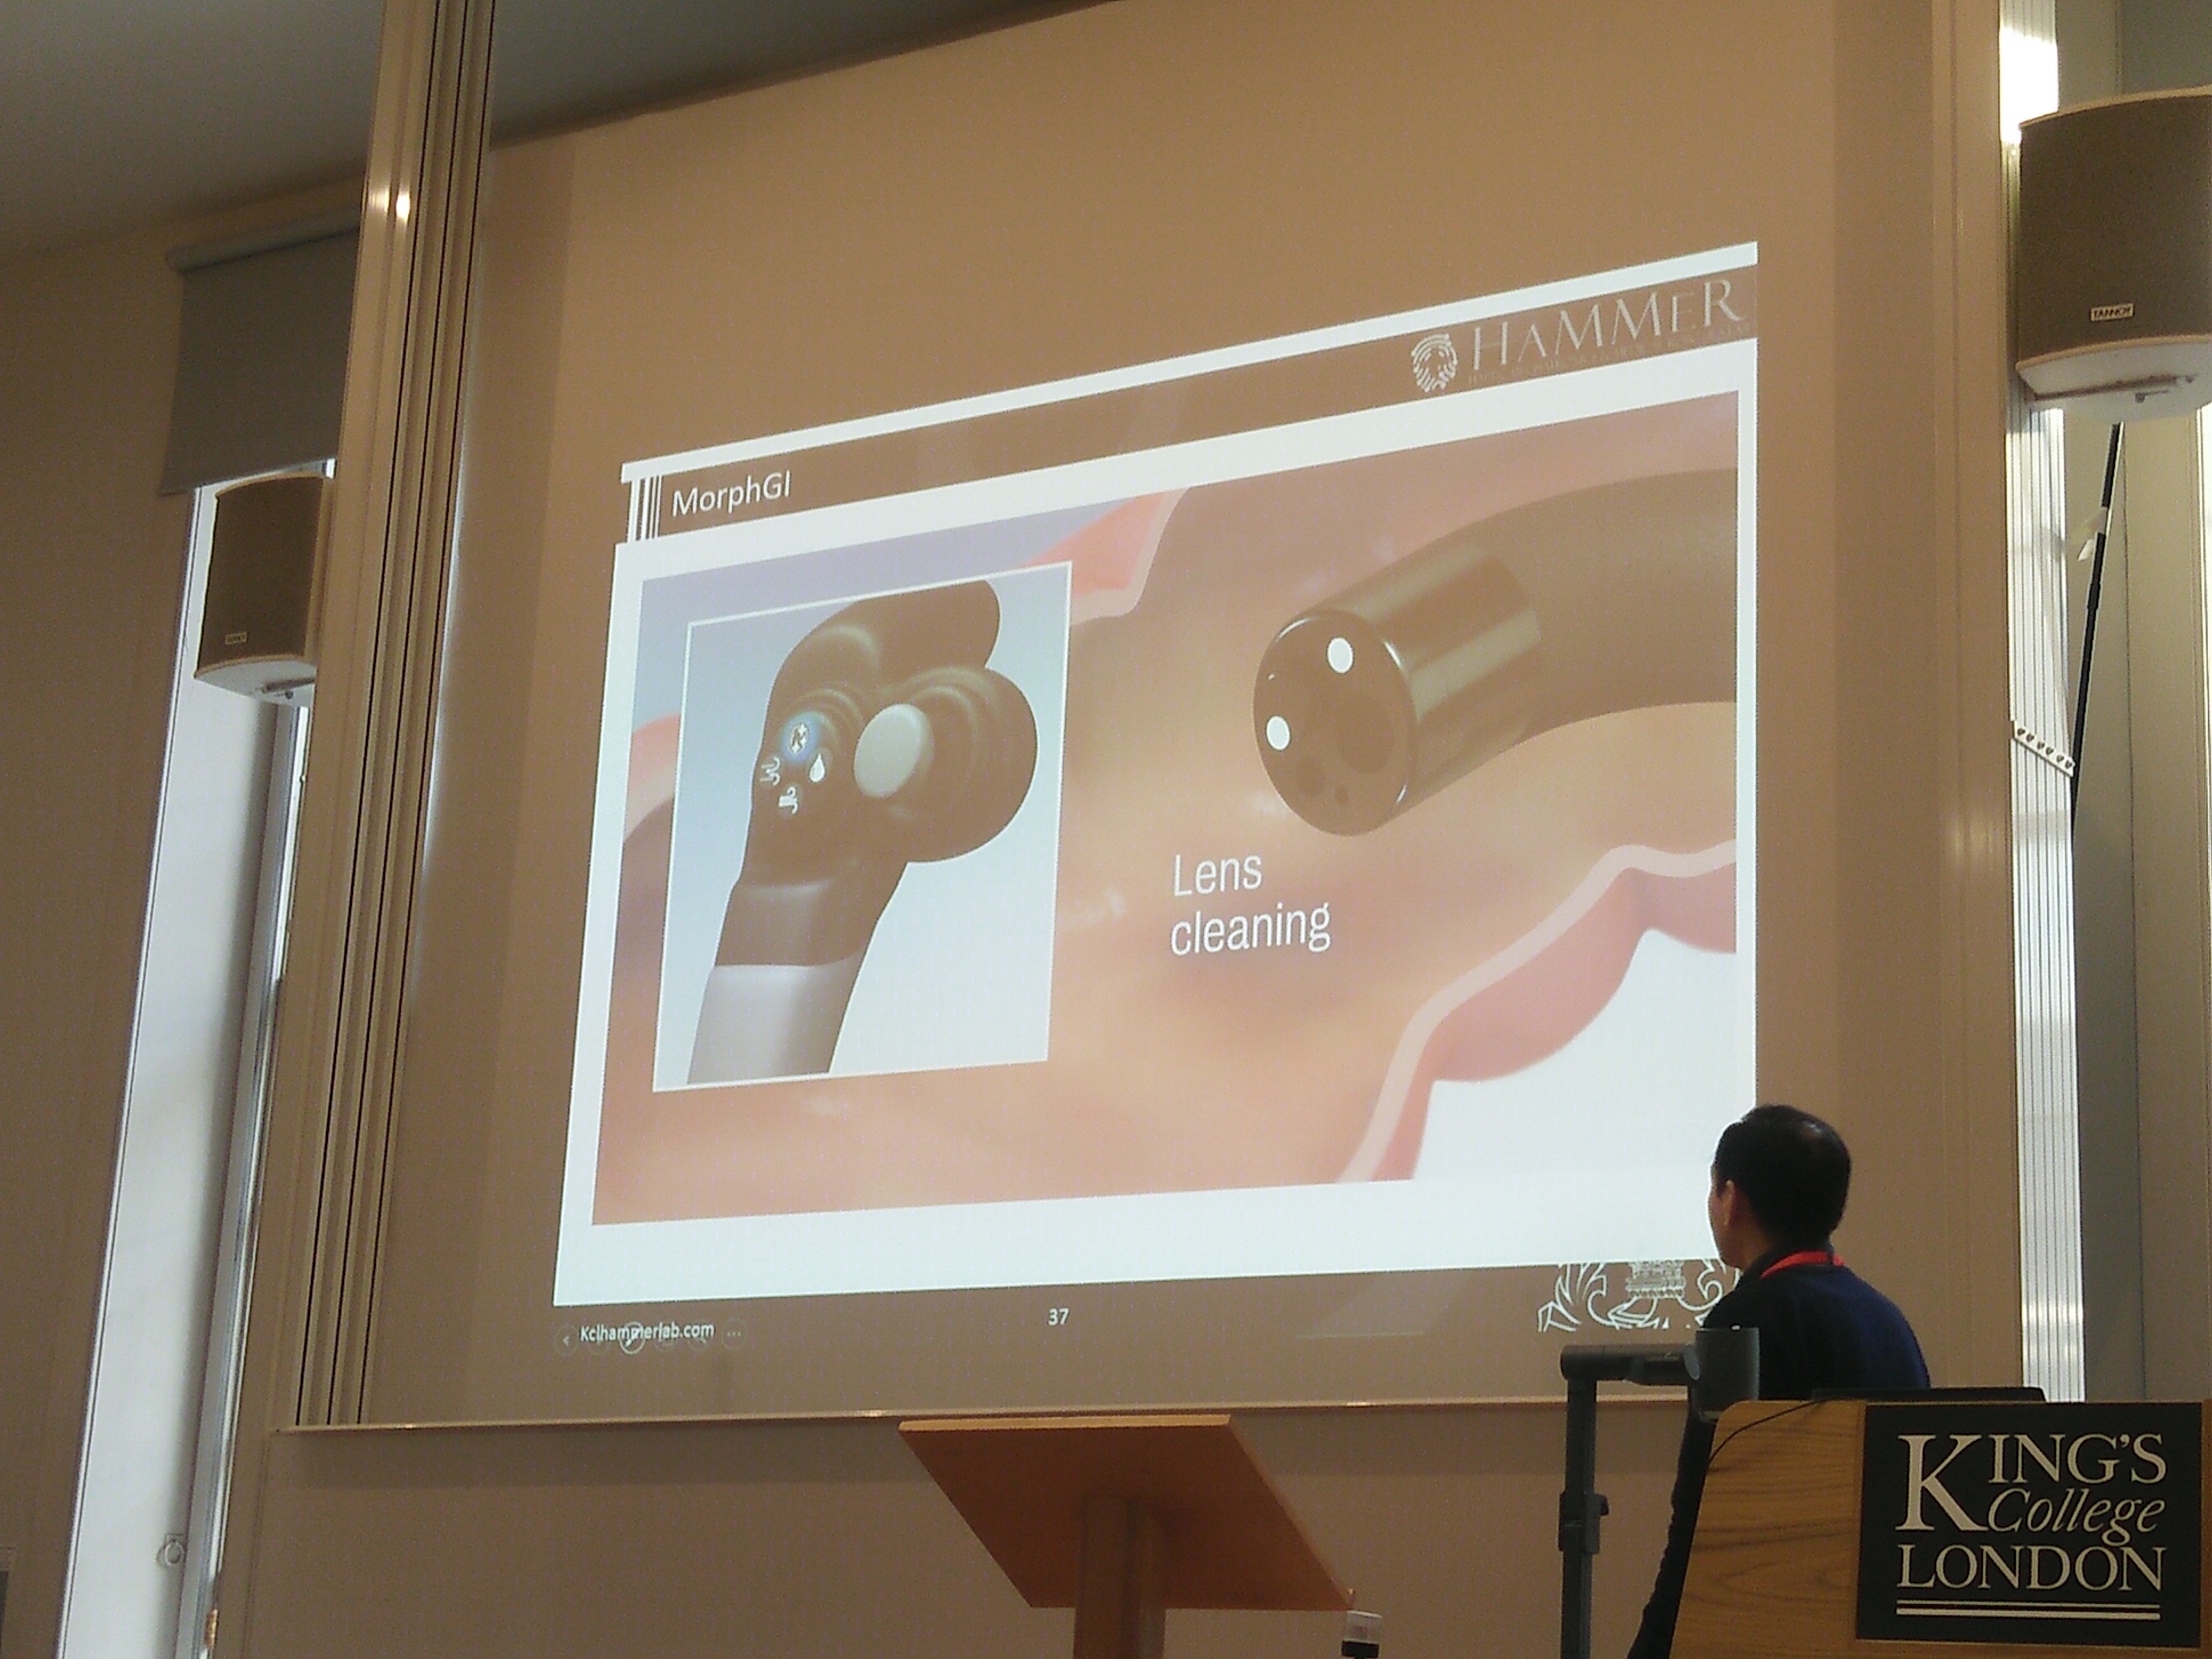 TANNOY
HAMMER
MorphGI
Lens
cleaning
37
Kclhammerlab.com
KING'S
College
LONDON